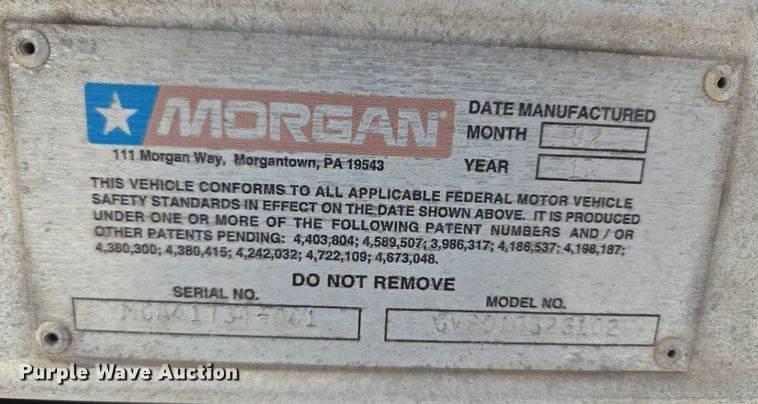 MORGAN®
111 Morgan Way, Morgantown, PA 19543
DATE MANUFACTURED
MONTH 02
YEAR
THIS VEHICLE CONFORMS TO ALL APPLICABLE FEDERAL MOTOR VEHICLE
SAFETY STANDARDS IN EFFECT ON THE DATE SHOWN ABOVE. IT IS PRODUCED
UNDER ONE OR MORE OF THE FOLLOWING PATENT NUMBERS AND / OR
OTHER PATENTS PENDING: 4,403,804; 4,589,507; 3,986,317; 4,186,537; 4,198,187;
4,380,300; 4,380,415; 4,242,032; 4,722,109; 4,673,048.
DO NOT REMOVE
SERIAL NO.
MODEL NO.
Purple Wave Auction